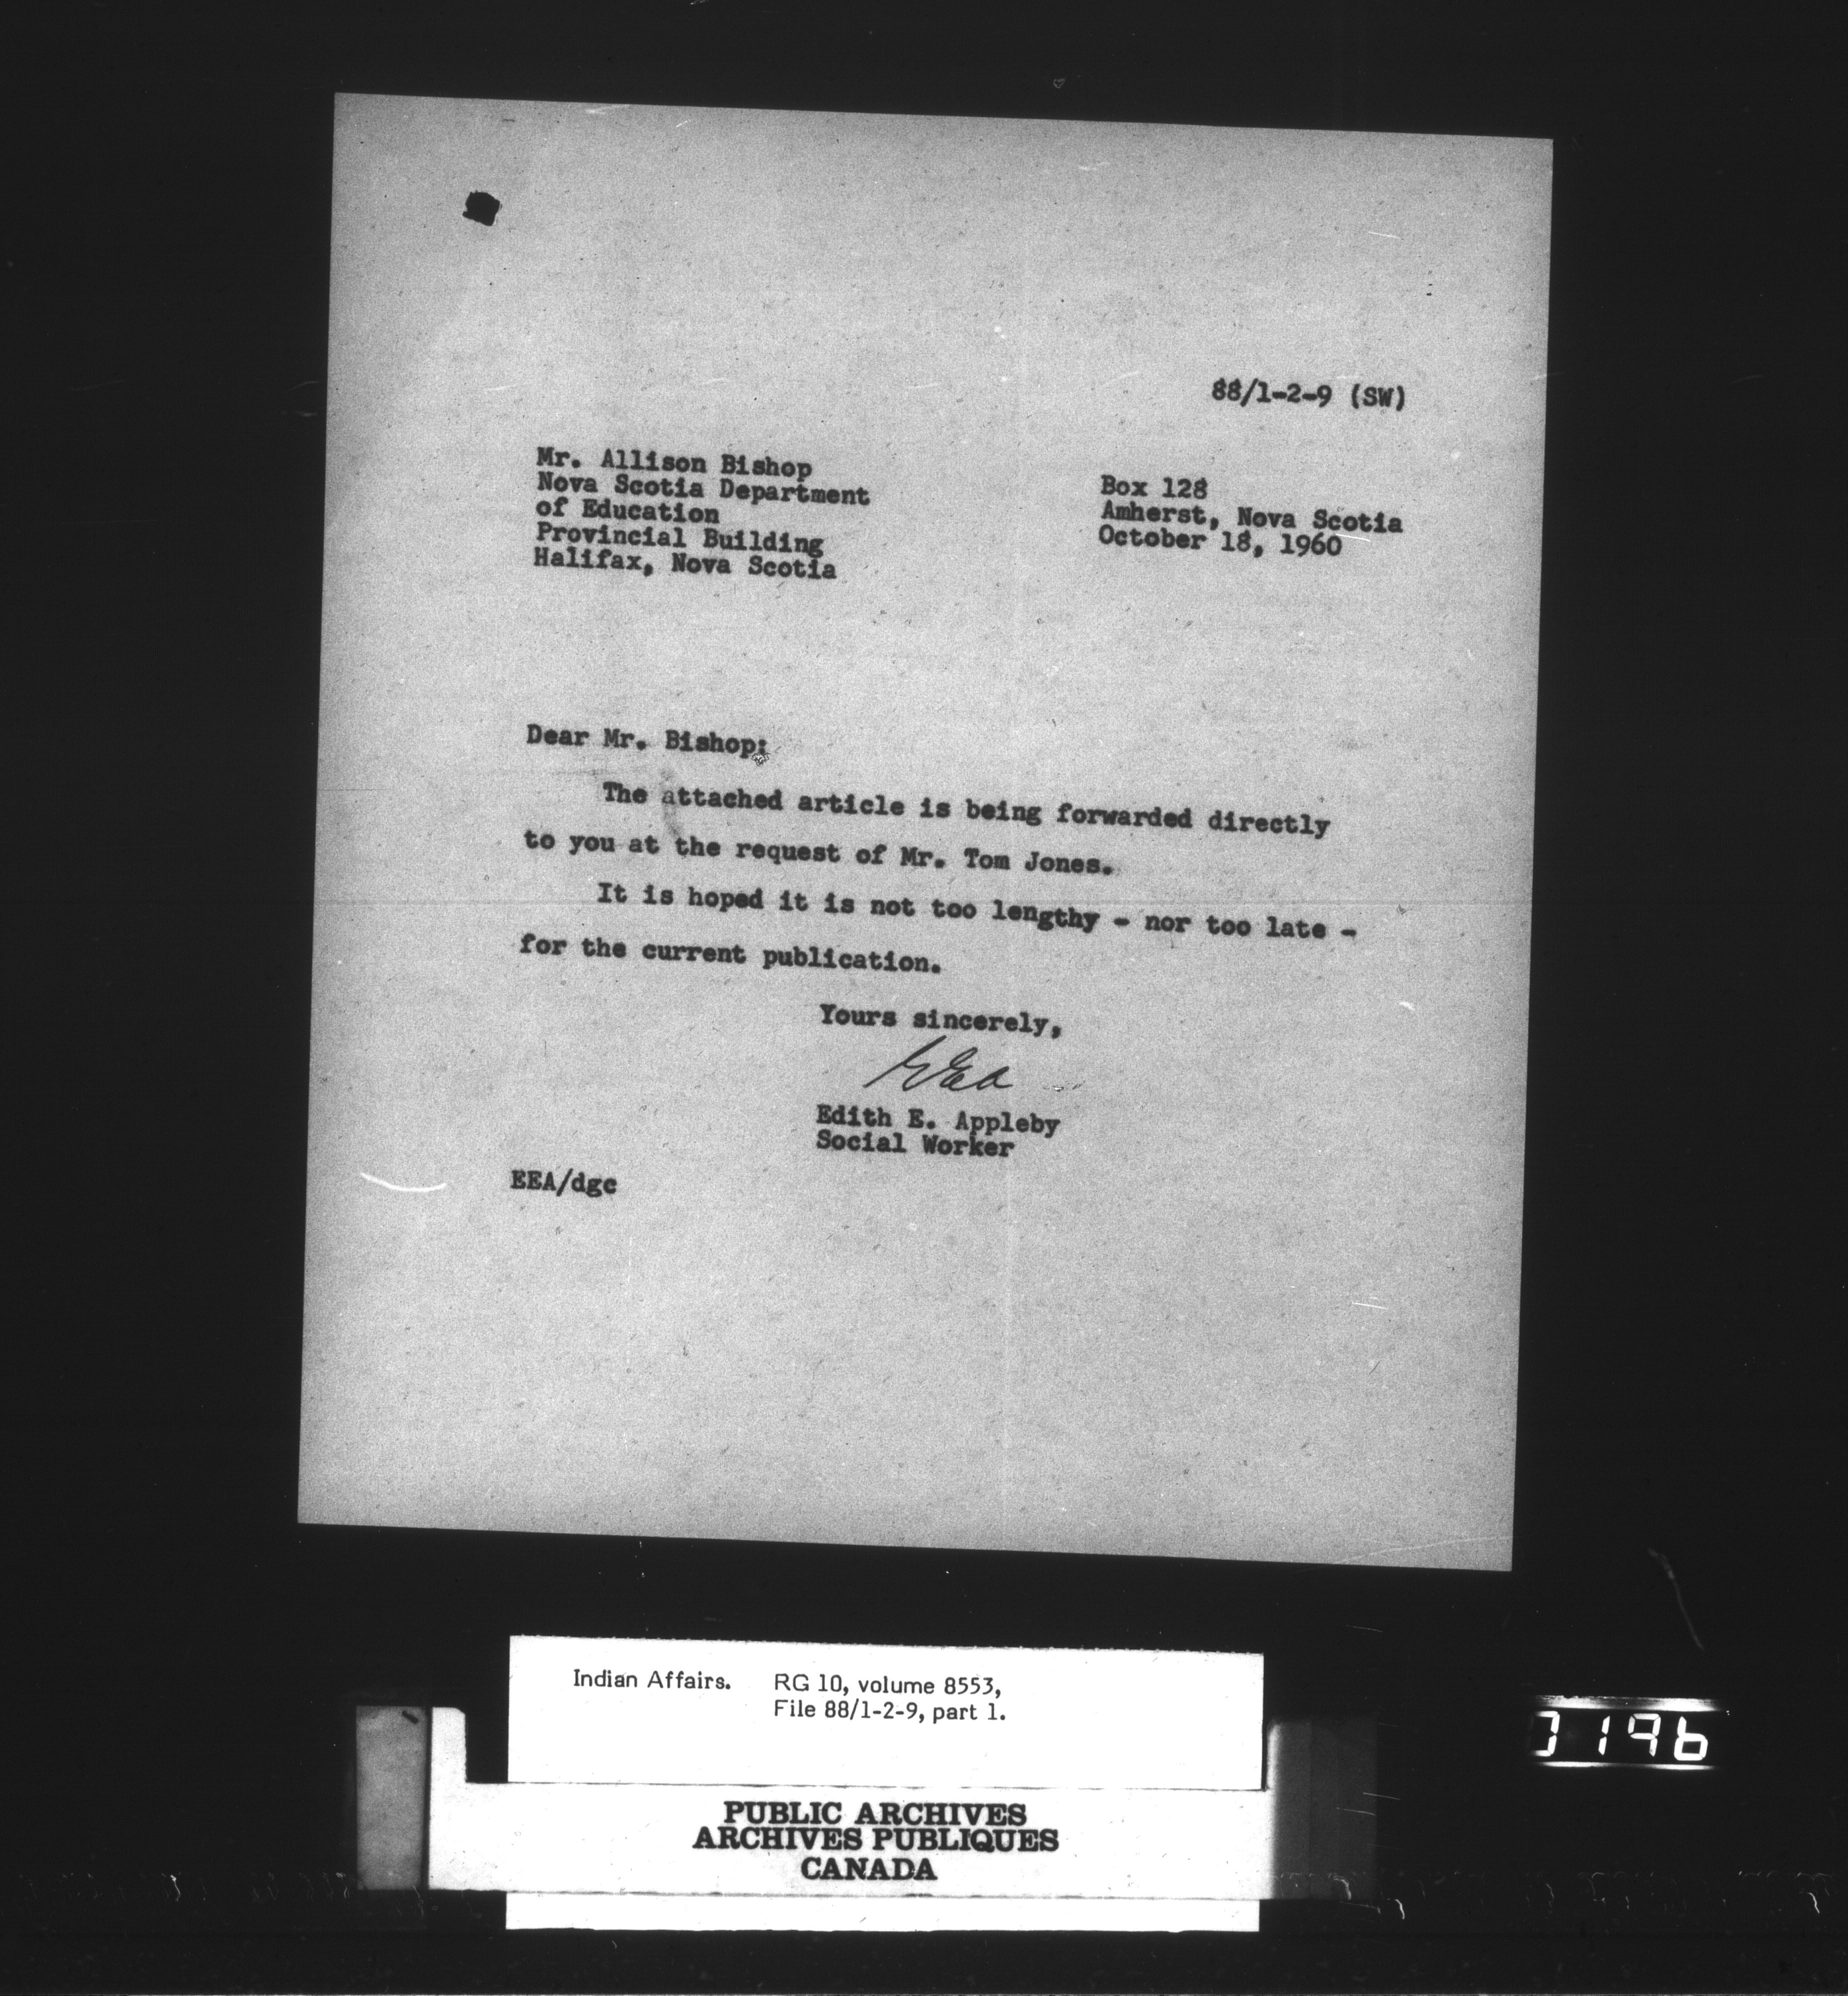 88/1-2-9 (SW)
Mr. Allison Bishop
Nova Scotia Department
of Education
Provincial Building
Halifax, Nova Scotia
Box 128
Amherst, Nova Scotia
October 18, 1960
Dear Mr. Bishop:
The attached article is being forwarded directly
to you at the request of Mr. Tom Jones.
It is hoped it is not too lengthy - nor too late -
for the current publication.
Yours sincerely,
EEA
Edith E. Appleby
Social Worker
EEA/dgc
Indian Affairs. RG 10, volume 8553,
File 88/1-2-9, part 1.
PUBLIC ARCHIVES
ARCHIVES PUBLIQUES
CANADA